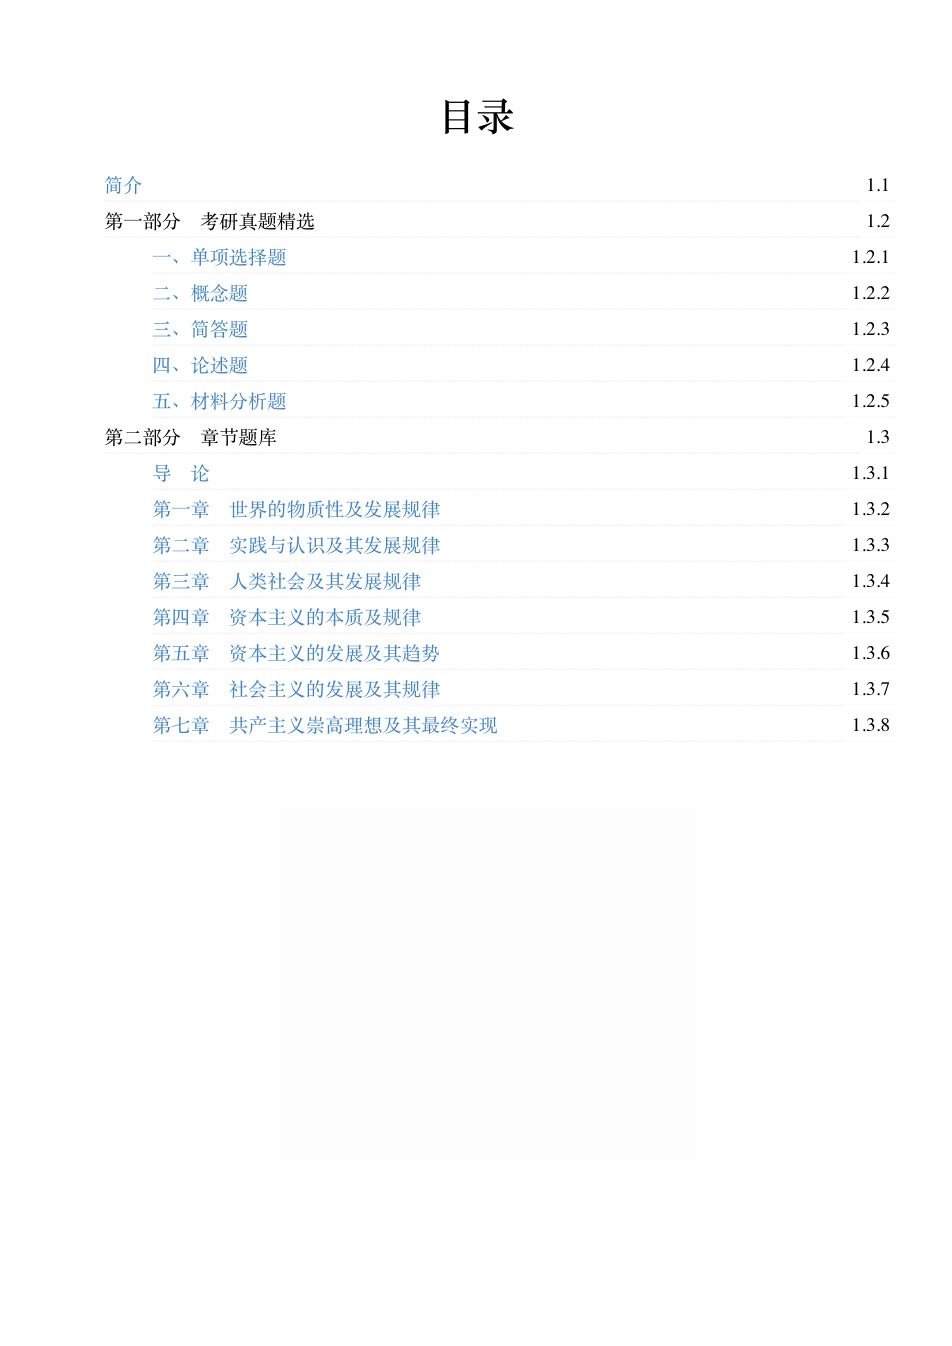 目录
简介 1.1
第一部分　考研真题精选 1.2
一、单项选择题 1.2.1
二、概念题 1.2.2
三、简答题 1.2.3
四、论述题 1.2.4
五、材料分析题 1.2.5
第二部分　章节题库 1.3
导　论 1.3.1
第一章　世界的物质性及发展规律 1.3.2
第二章　实践与认识及其发展规律 1.3.3
第三章　人类社会及其发展规律 1.3.4
第四章　资本主义的本质及规律 1.3.5
第五章　资本主义的发展及其趋势 1.3.6
第六章　社会主义的发展及其规律 1.3.7
第七章　共产主义崇高理想及其最终实现 1.3.8